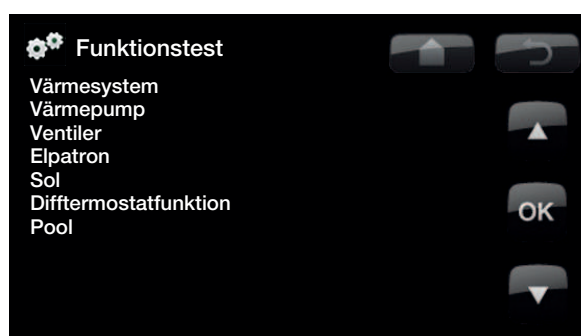 Funktionstest
Värmesystem
Värmepump
Ventiler
Elpatron
Sol
Difftermostatfunktion
Pool
OK